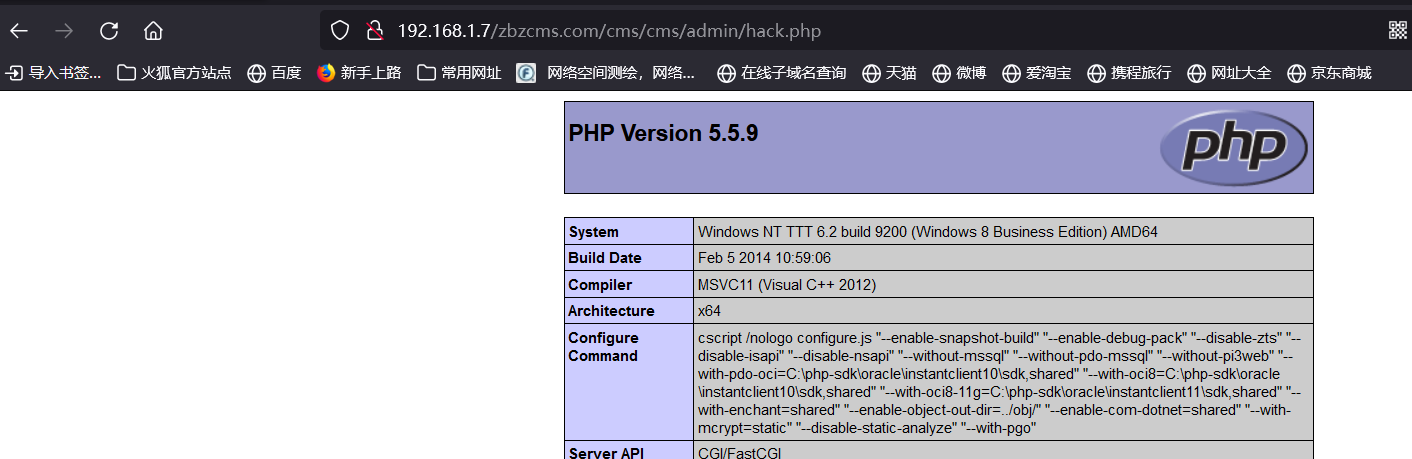 192.168.1.7/zbzcms.com/cms/cms/admin/hack.php
导入书签... 火狐官方站点 百度 新手上路 常用网址 网络空间测绘，网络... 在线子域名查询 天猫 微博 爱淘宝 携程旅行 网址大全 京东商城
PHP Version 5.5.9
php
System Windows NT TTT 6.2 build 9200 (Windows 8 Business Edition) AMD64
Build Date Feb 5 2014 10:59:06
Compiler MSVC11 (Visual C++ 2012)
Architecture x64
Configure Command cscript /nologo configure.js "--enable-snapshot-build" "--enable-debug-pack" "--disable-zts" "--
disable-isapi" "--disable-nsapi" "--without-mssql" "--without-pdo-mssql" "--without-pi3web" "--
with-pdo-oci=C:\php-sdk\oracle\instantclient10\sdk,shared" "--with-oci8=C:\php-sdk\oracle
\instantclient10\sdk,shared" "--with-oci8-11g=C:\php-sdk\oracle\instantclient11\sdk,shared" "--
with-enchant=shared" "--enable-object-out-dir=../obj/" "--enable-com-dotnet=shared" "--with-
mcrypt=static" "--disable-static-analyze" "--with-pgo"
Server API CGI/FastCGI